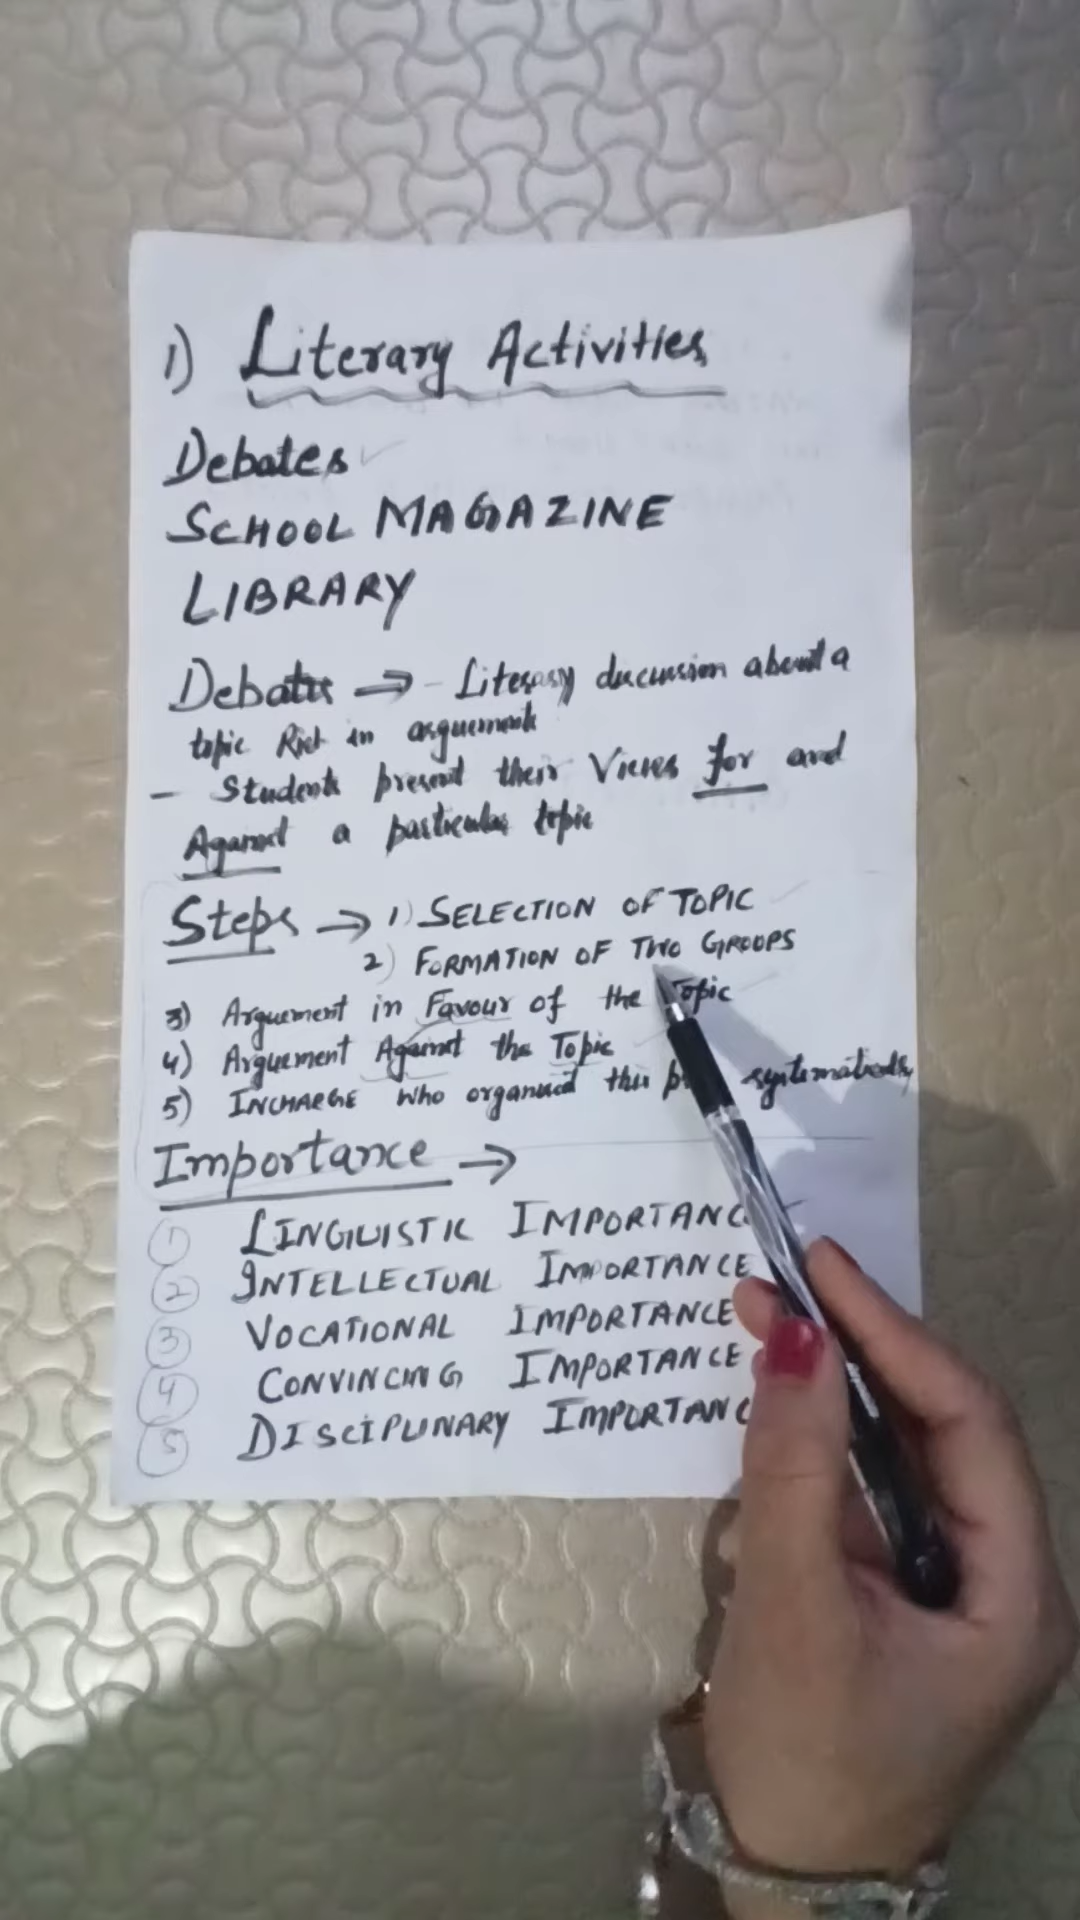 1) Literary Activities
Debates
SCHOOL MAGAZINE
LIBRARY
Debates → - Literary discussion about a
topic Rich in arguement
- Students present their Views for and
Against a particular topic
Steps → 1) SELECTION OF TOPIC
2) FORMATION OF TWO GROUPS
3) Arguement in Favour of the Topic
4) Arguement Against the Topic
5) INCHARGE who organised this systematically
Importance →
1 LINGUISTIC IMPORTANC
2 INTELLECTUAL IMPORTANCE
3 VOCATIONAL IMPORTANCE
4 CONVINCING IMPORTANCE
5 DISCIPLINARY IMPORTANC